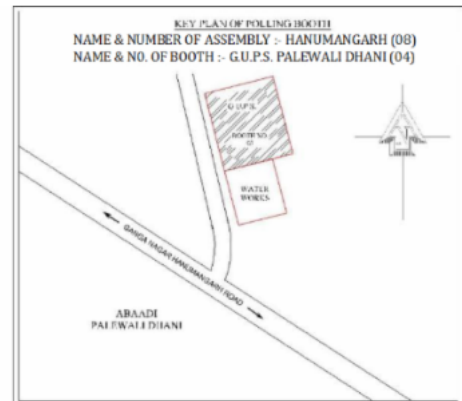 KEY PLAN OF POLLING BOOTH
NAME & NUMBER OF ASSEMBLY :- HANUMANGARH (08)
NAME & N0. OF BOOTH :- G.U.P.S. PALEWALI DHANI (04)
G.U.P.S.
BOOTH NO
WATER
WORKS
GANGA NAGAR HANUMANGARH ROAD
ABAADI
PALEWALI DHANI